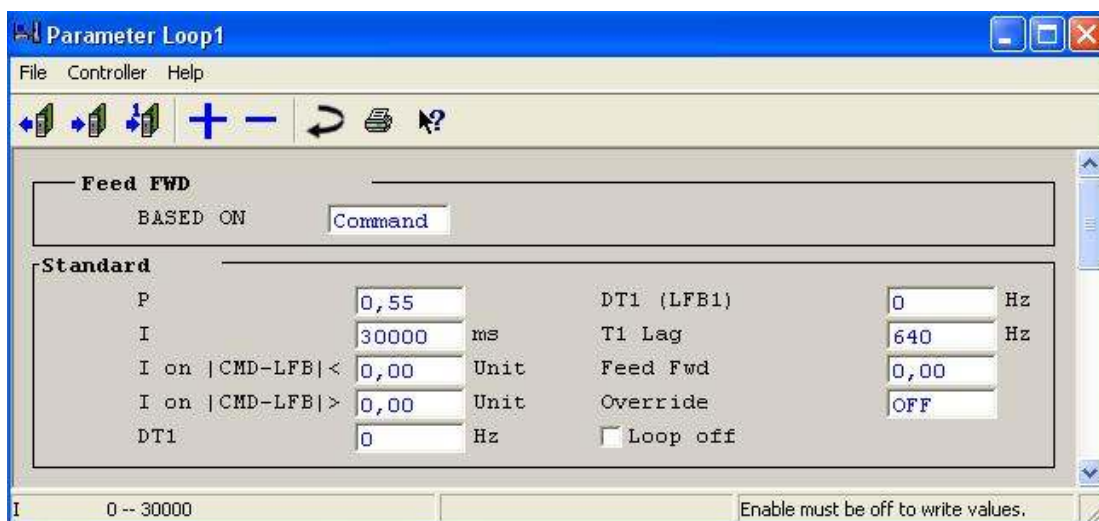 Parameter Loop1
File Controller Help
Feed FWD
BASED ON Command
Standard
P 0,55 DT1 (LFB1) 0 Hz
I 30000 ms T1 Lag 640 Hz
I on |CMD-LFB|< 0,00 Unit Feed Fwd 0,00
I on |CMD-LFB|> 0,00 Unit Override OFF
DT1 0 Hz Loop off
I 0 -- 30000 Enable must be off to write values.